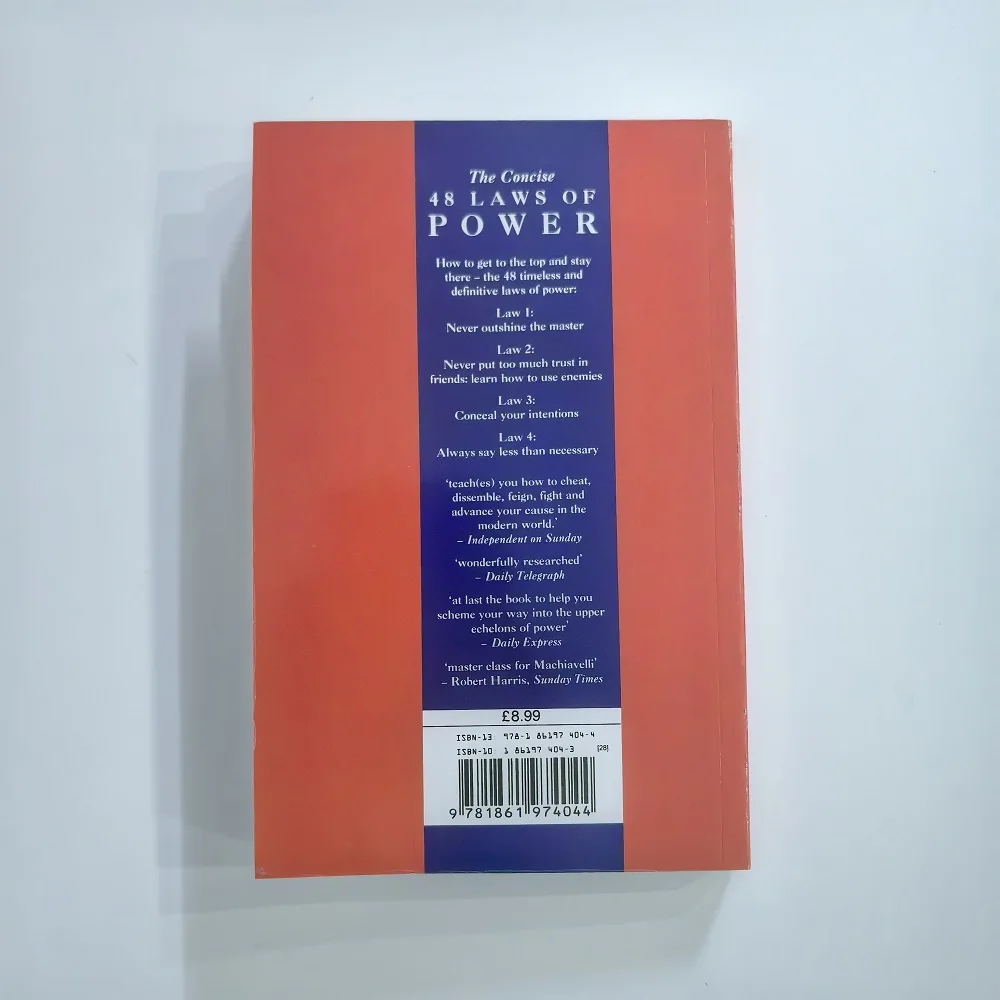 The Concise
48 LAWS OF
POWER
How to get to the top and stay
there – the 48 timeless and
definitive laws of power:
Law 1:
Never outshine the master
Law 2:
Never put too much trust in
friends: learn how to use enemies
Law 3:
Conceal your intentions
Law 4:
Always say less than necessary
‘teach(es) you how to cheat,
dissemble, feign, fight and
advance your cause in the
modern world.’
– Independent on Sunday
‘wonderfully researched’
– Daily Telegraph
‘at last the book to help you
scheme your way into the upper
echelons of power’
– Daily Express
‘master class for Machiavelli’
– Robert Harris, Sunday Times
£8.99
ISBN-13: 978-1 86197 404-4
ISBN-10: 1 86197 404-3 [28]
9 781861 974044